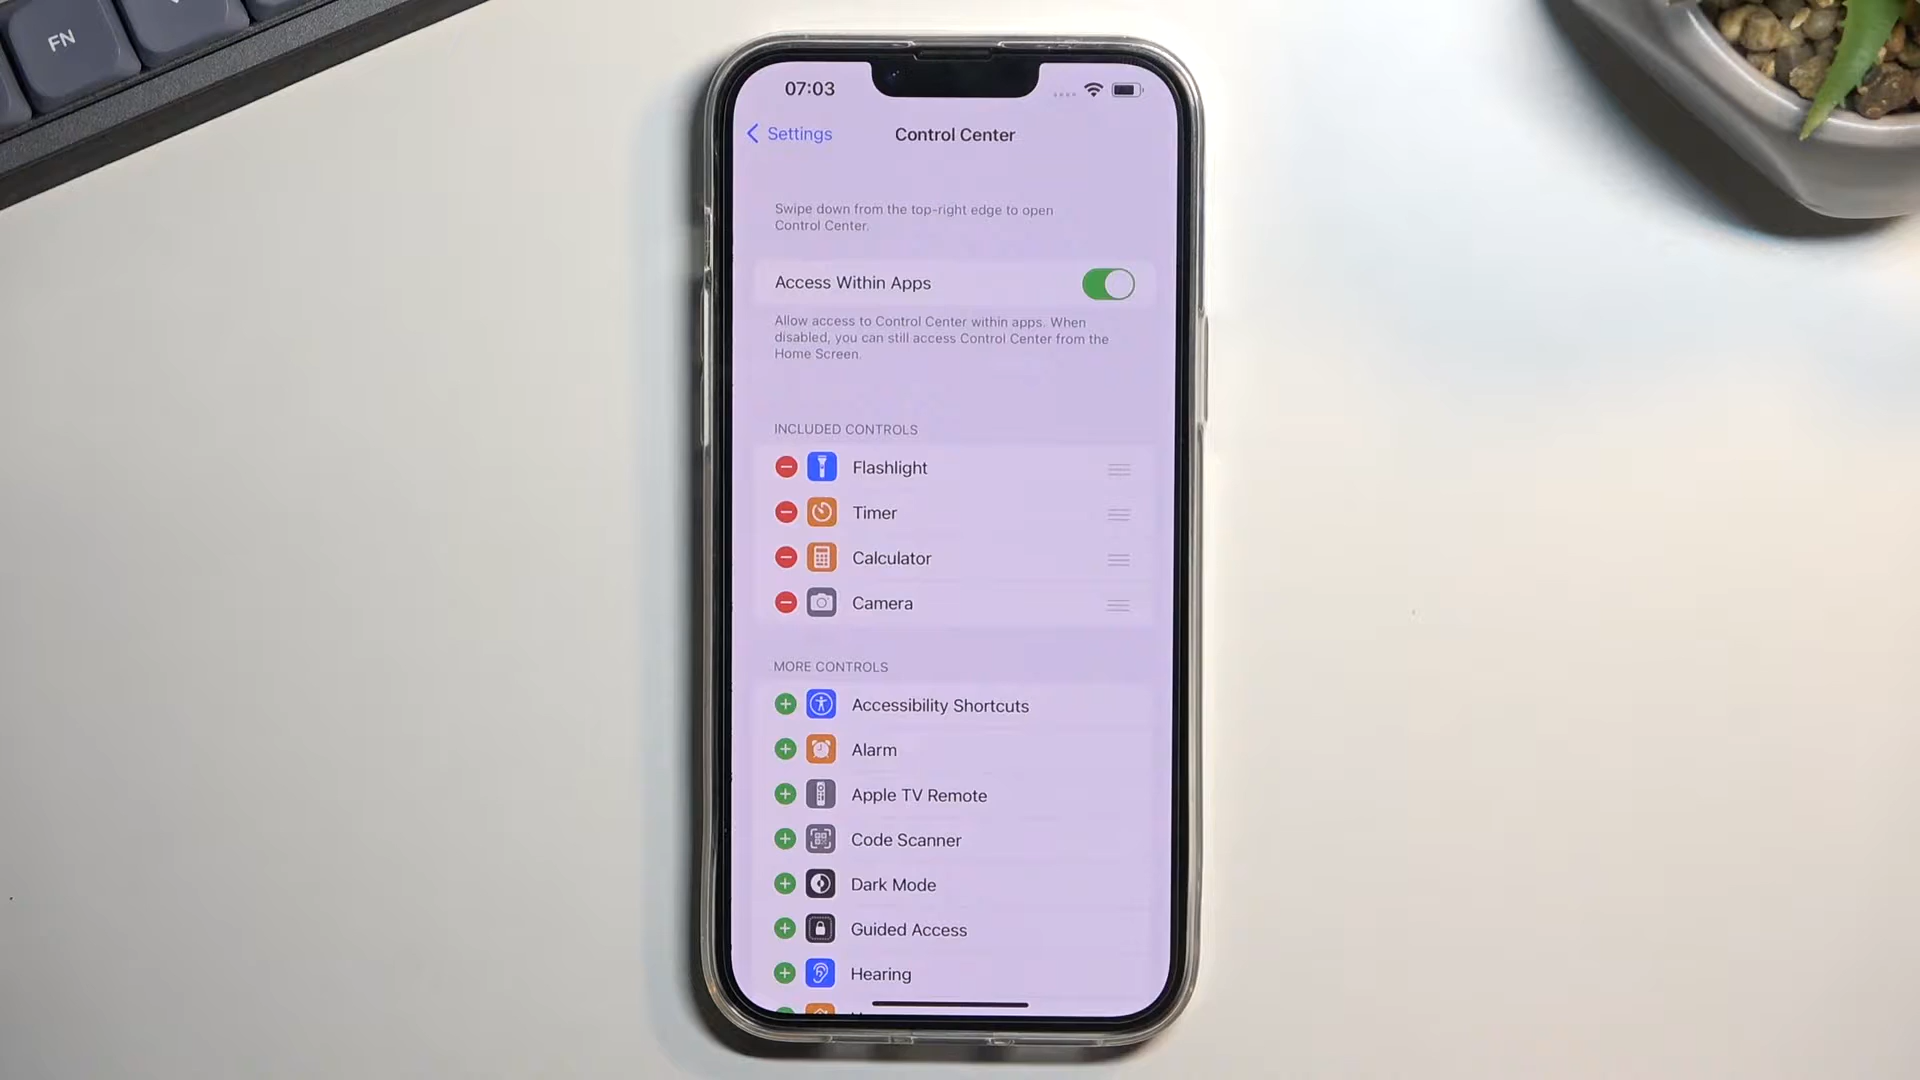 FN
07:03
Settings
Control Center
Swipe down from the top-right edge to open
Control Center.
Access Within Apps
Allow access to Control Center within apps. When
disabled, you can still access Control Center from the
Home Screen.
INCLUDED CONTROLS
Flashlight
Timer
Calculator
Camera
MORE CONTROLS
Accessibility Shortcuts
Alarm
Apple TV Remote
Code Scanner
Dark Mode
Guided Access
Hearing